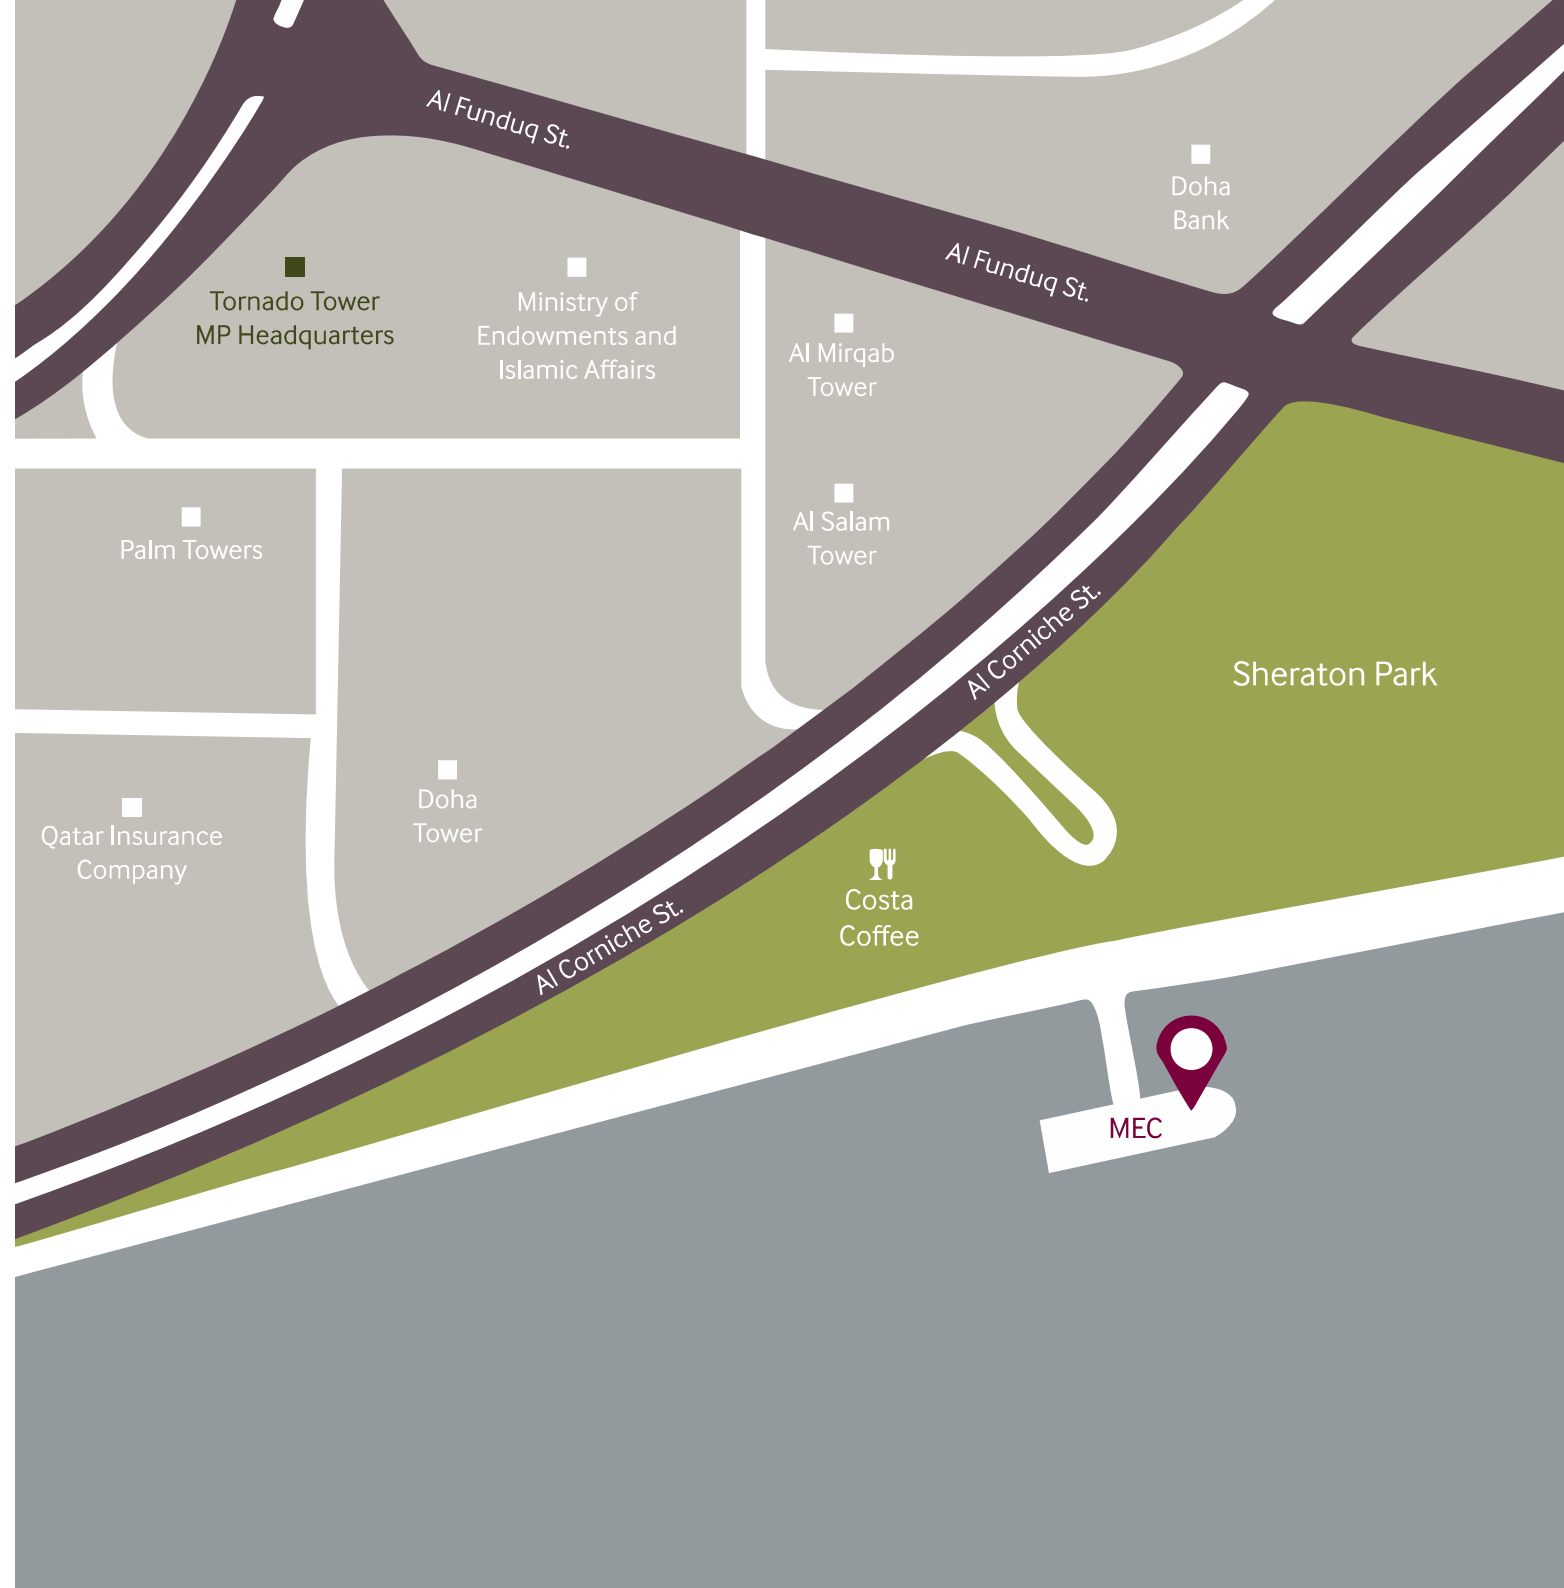 Al Funduq St.
Doha
Bank
Al Funduq St.
Tornado Tower
MP Headquarters
Ministry of
Endowments and
Islamic Affairs
Al Mirqab
Tower
Al Salam
Tower
Palm Towers
Al Corniche St.
Sheraton Park
Doha
Tower
Qatar Insurance
Company
Costa
Coffee
Al Corniche St.
MEC